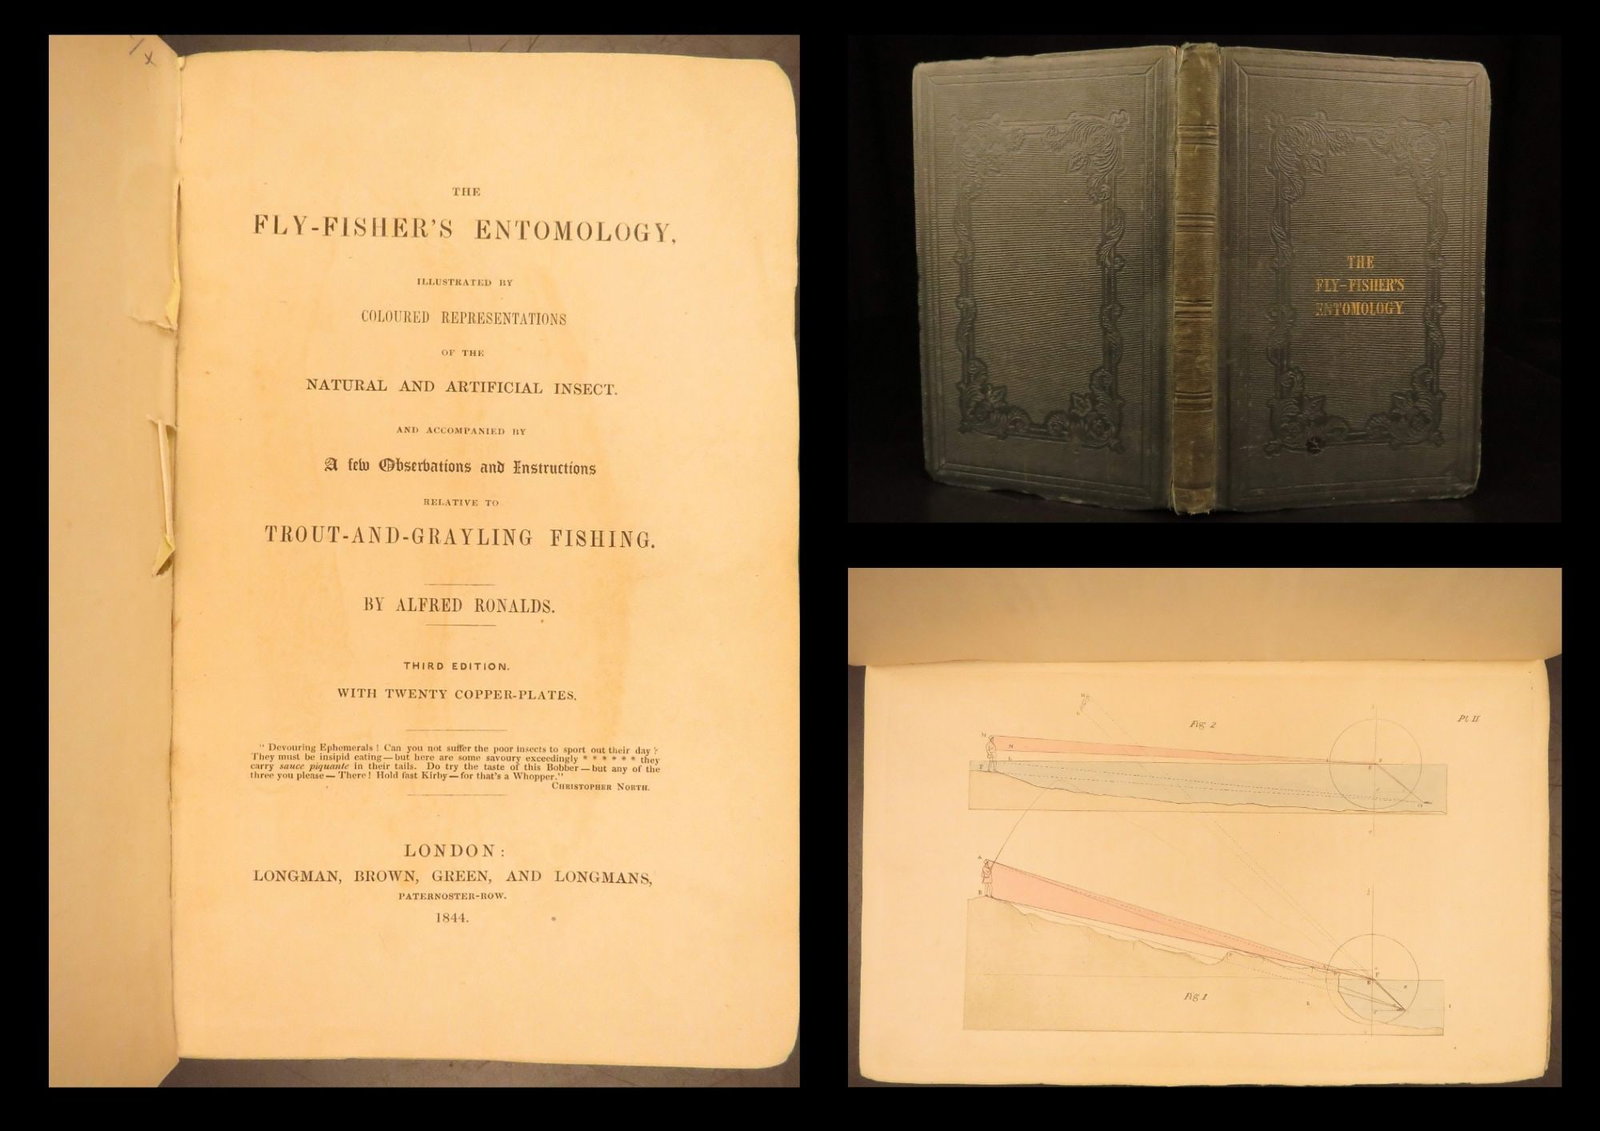 THE
FLY-FISHER'S ENTOMOLOGY,
ILLUSTRATED BY
COLOURED REPRESENTATIONS
OF THE
NATURAL AND ARTIFICIAL INSECT.
AND ACCOMPANIED BY
A few Observations and Instructions
RELATIVE TO
TROUT-AND-GRAYLING FISHING.
BY ALFRED RONALDS.
THIRD EDITION.
WITH TWENTY COPPER-PLATES.
"Devouring Ephemerals! Can you not suffer the poor insects to sport out their day?
They must be insipid eating—but here are some savoury exceedingly * * * * * * they
carry sauce piquante in their tails. Do try the taste of this Bobber—but any of the
three you please—There! Hold fast Kirby—for that's a Whopper."
CHRISTOPHER NORTH.
LONDON:
LONGMAN, BROWN, GREEN, AND LONGMANS,
PATERNOSTER-ROW.
1844.
THE
FLY-FISHER'S
ENTOMOLOGY.
Fig 2
Pl. II
Fig 1